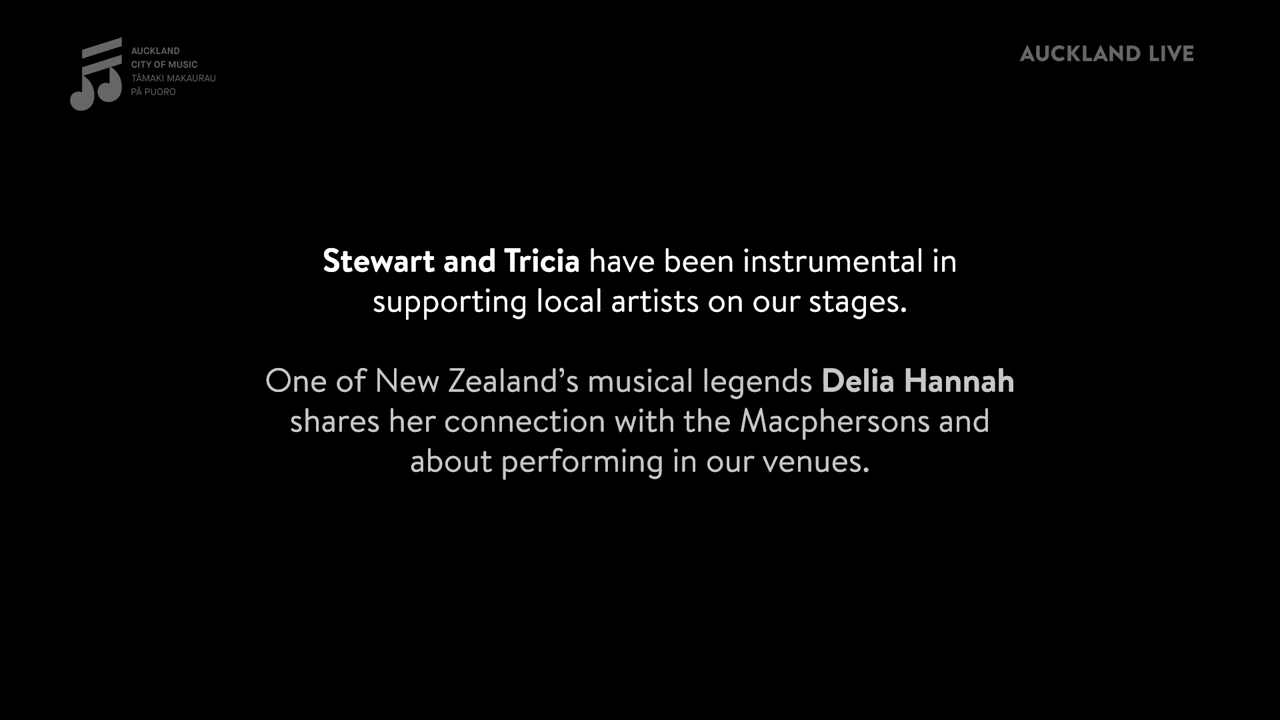 AUCKLAND
CITY OF MUSIC
TĀMAKI MAKAURAU
PĀ PUORO
AUCKLAND LIVE
Stewart and Tricia have been instrumental in
supporting local artists on our stages.
One of New Zealand’s musical legends Delia Hannah
shares her connection with the Macphersons and
about performing in our venues.